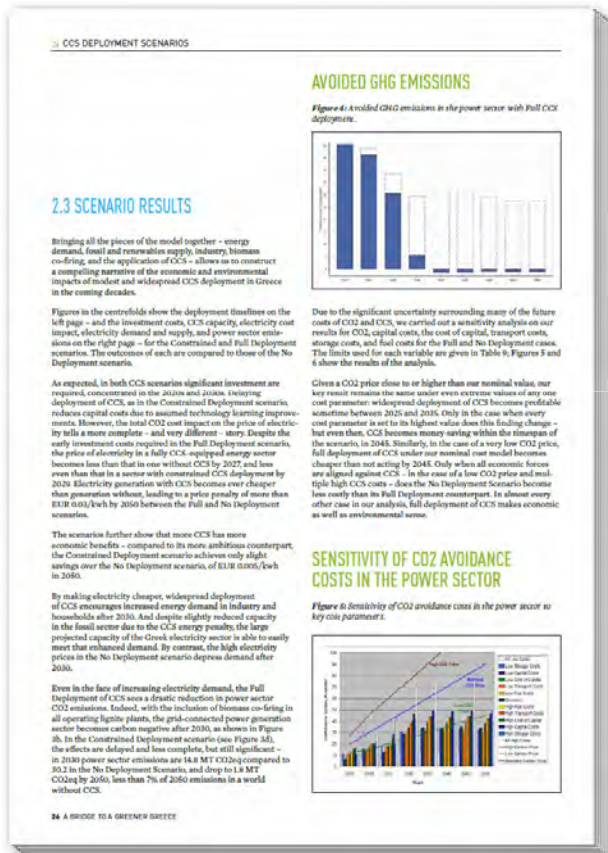 CCS DEPLOYMENT SCENARIOS
2.3 SCENARIO RESULTS
Bringing all the pieces of the model together – energy
demand, fossil and renewables supply, industry, biomass
co-firing, and the application of CCS – allows us to construct
a compelling narrative of the economic and environmental
impacts of modest and widespread CCS deployment in Greece
in the coming decades.
Figures in the centrefolds show the deployment timelines on the
left page – and the investment costs, CCS capacity, electricity cost
impact, electricity demand and supply, and power sector emis-
sions on the right page – for the Constrained and Full Deployment
scenarios. The outcomes of each are compared to those of the No
Deployment scenario.
As expected, in both CCS scenarios significant investment are
required, concentrated in the 2020s and 2030s. Delaying
deployment of CCS, as in the Constrained Deployment scenario,
reduces capital costs due to assumed technology learning improve-
ments. However, the total CO2 cost impact on the price of electric-
ity tells a more complete – and very different – story. Despite the
early investment costs required in the Full Deployment scenario,
the price of electricity in a fully CCS-equipped energy sector
becomes less than that in one without CCS by 2027, and less
even than that in a sector with constrained CCS deployment by
2029. Electricity generation with CCS becomes ever cheaper
than generation without, leading to a price penalty of more than
EUR 0.03/kwh by 2050 between the Full and No Deployment
scenarios.
The scenarios further show that more CCS has more
economic benefits – compared to its more ambitious counterpart,
the Constrained Deployment scenario achieves only slight
savings over the No Deployment scenario, of EUR 0.005/kwh
in 2050.
By making electricity cheaper, widespread deployment
of CCS encourages increased energy demand in industry and
households after 2030. And despite slightly reduced capacity
in the fossil sector due to the CCS energy penalty, the large
projected capacity of the Greek electricity sector is able to easily
meet that enhanced demand. By contrast, the high electricity
prices in the No Deployment scenario depress demand after
2030.
Even in the face of increasing electricity demand, the Full
Deployment of CCS sees a drastic reduction in power sector
CO2 emissions. Indeed, with the inclusion of biomass co-firing in
all operating lignite plants, the grid-connected power generation
sector becomes carbon negative after 2030, as shown in Figure
3b. In the Constrained Deployment scenario (see Figure 3d),
the effects are delayed and less complete, but still significant –
in 2030 power sector emissions are 14.8 MT CO2eq compared to
30.2 in the No Deployment Scenario, and drop to 1.8 MT
CO2eq by 2050, less than 7% of 2050 emissions in a world
without CCS.
AVOIDED GHG EMISSIONS
Figure 4: Avoided GHG emissions in the power sector with Full CCS
deployment.
Due to the significant uncertainty surrounding many of the future
costs of CO2 and CCS, we carried out a sensitivity analysis on our
results for CO2, capital costs, the cost of capital, transport costs,
storage costs, and fuel costs for the Full and No Deployment cases.
The limits used for each variable are given in Table 9; Figures 5 and
6 show the results of the analysis.
Given a CO2 price close to or higher than our nominal value, our
key result remains the same under even extreme values of any one
cost parameter: widespread deployment of CCS becomes profitable
sometime between 2025 and 2035. Only in the case when every
cost parameter is set to its highest value does this finding change –
but even then, CCS becomes money-saving within the timespan of
the scenario, in 2045. Similarly, in the case of a very low CO2 price,
full deployment of CCS under our nominal cost model becomes
cheaper than not acting by 2045. Only when all economic forces
are aligned against CCS – in the case of a low CO2 price and mul-
tiple high CCS costs – does the No Deployment Scenario become
less costly than its Full Deployment counterpart. In almost every
other case in our analysis, full deployment of CCS makes economic
as well as environmental sense.
SENSITIVITY OF CO2 AVOIDANCE
COSTS IN THE POWER SECTOR
Figure 5: Sensitivity of CO2 avoidance costs in the power sector to
key cost parameters.
26 A BRIDGE TO A GREENER GREECE